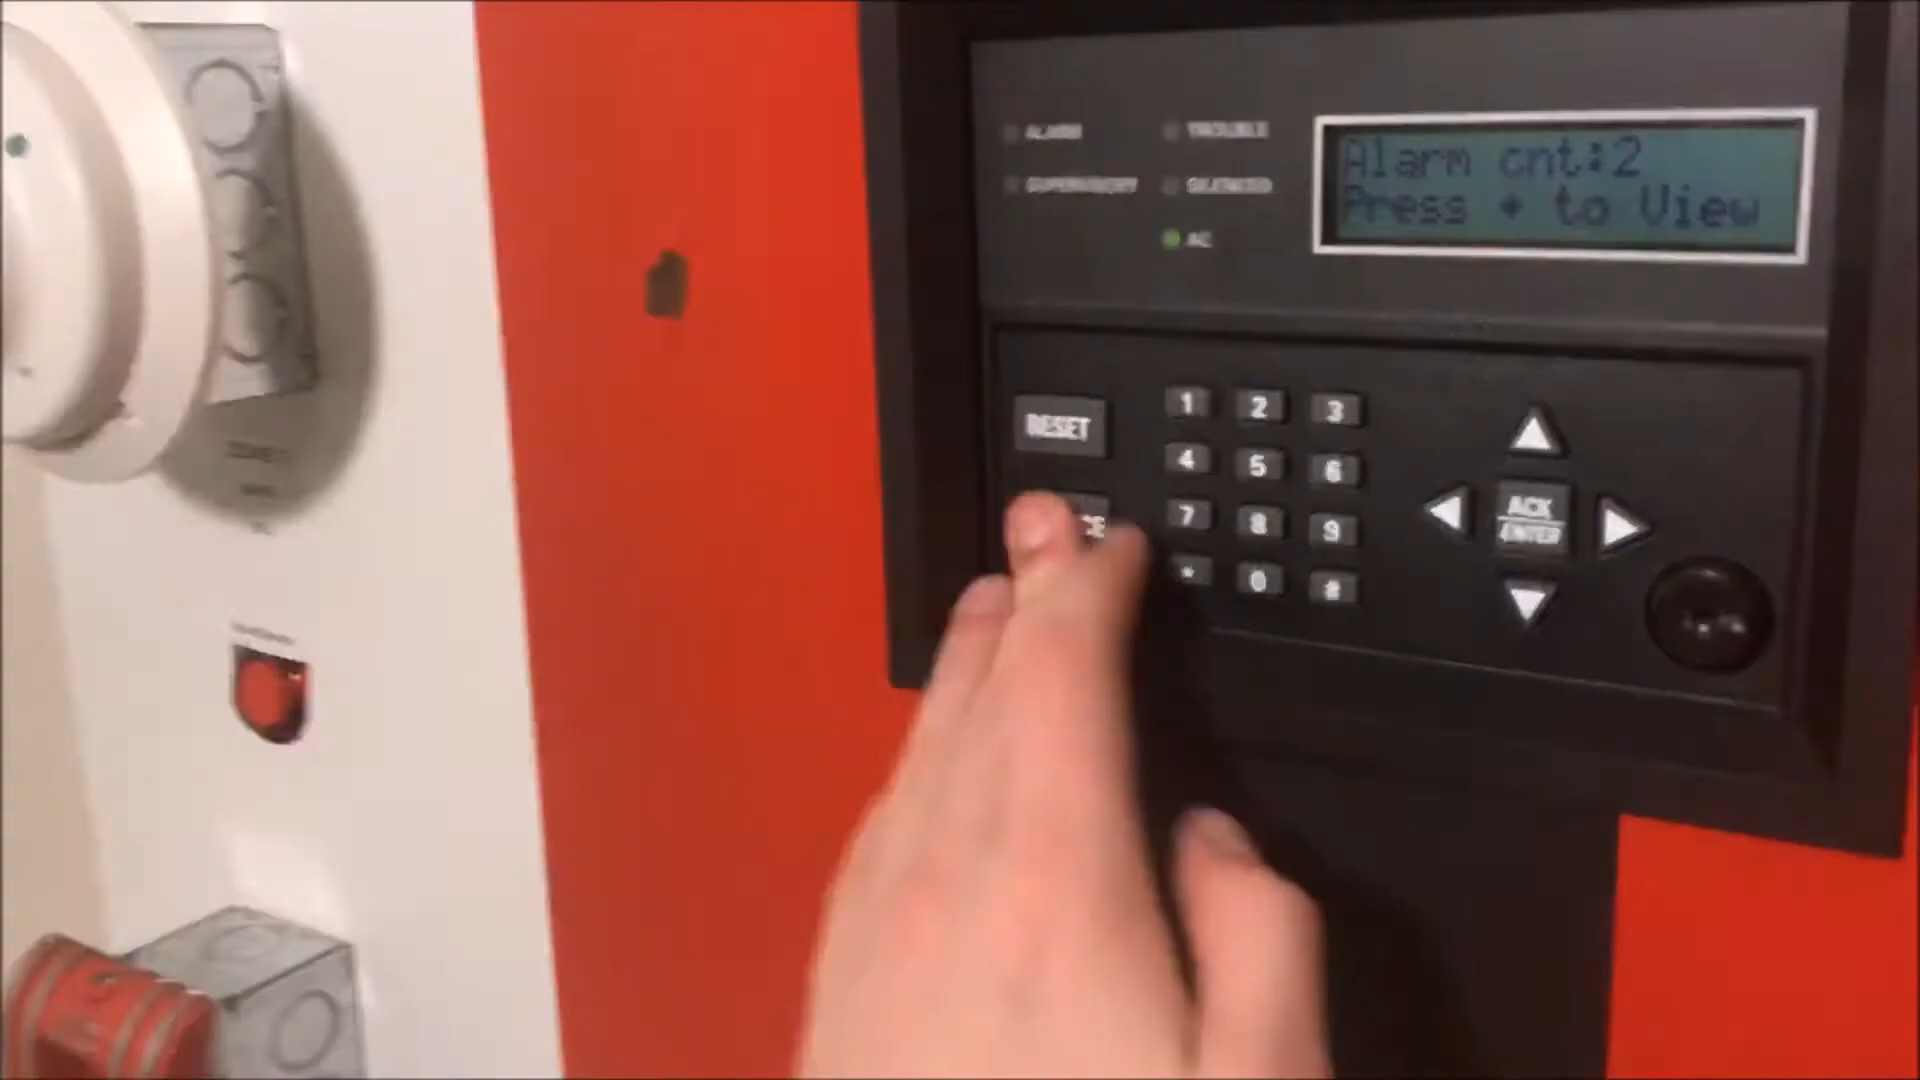 ALARM
TROUBLE
SUPERVISORY
SILENCED
AC
Alarm cnt:2
Press ♦ to View
RESET
1 2 3
4 5 6
7 8 9
* 0 #
ACK
ENTER